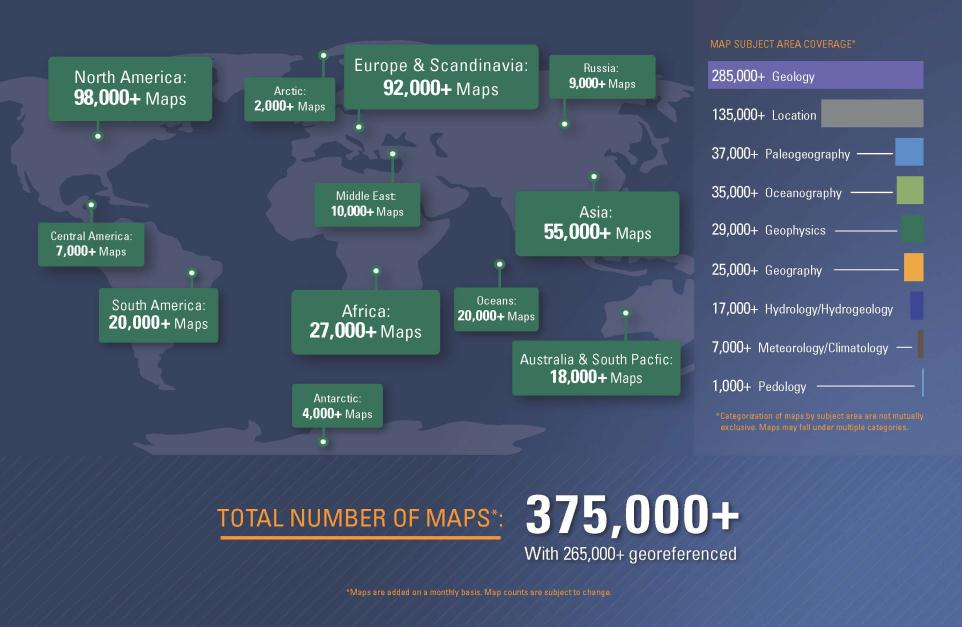 North America:
98,000+ Maps
Arctic:
2,000+ Maps
Europe & Scandinavia:
92,000+ Maps
Russia:
9,000+ Maps
Middle East:
10,000+ Maps
Asia:
55,000+ Maps
Central America:
7,000+ Maps
South America:
20,000+ Maps
Africa:
27,000+ Maps
Oceans:
20,000+ Maps
Australia & South Pacfic:
18,000+ Maps
Antarctic:
4,000+ Maps
MAP SUBJECT AREA COVERAGE*
285,000+ Geology
135,000+ Location
37,000+ Paleogeography
35,000+ Oceanography
29,000+ Geophysics
25,000+ Geography
17,000+ Hydrology/Hydrogeology
7,000+ Meteorology/Climatology
1,000+ Pedology
*Categorization of maps by subject area are not mutually
exclusive. Maps may fall under multiple categories.
TOTAL NUMBER OF MAPS*: 375,000+
With 265,000+ georeferenced
*Maps are added on a monthly basis. Map counts are subject to change.